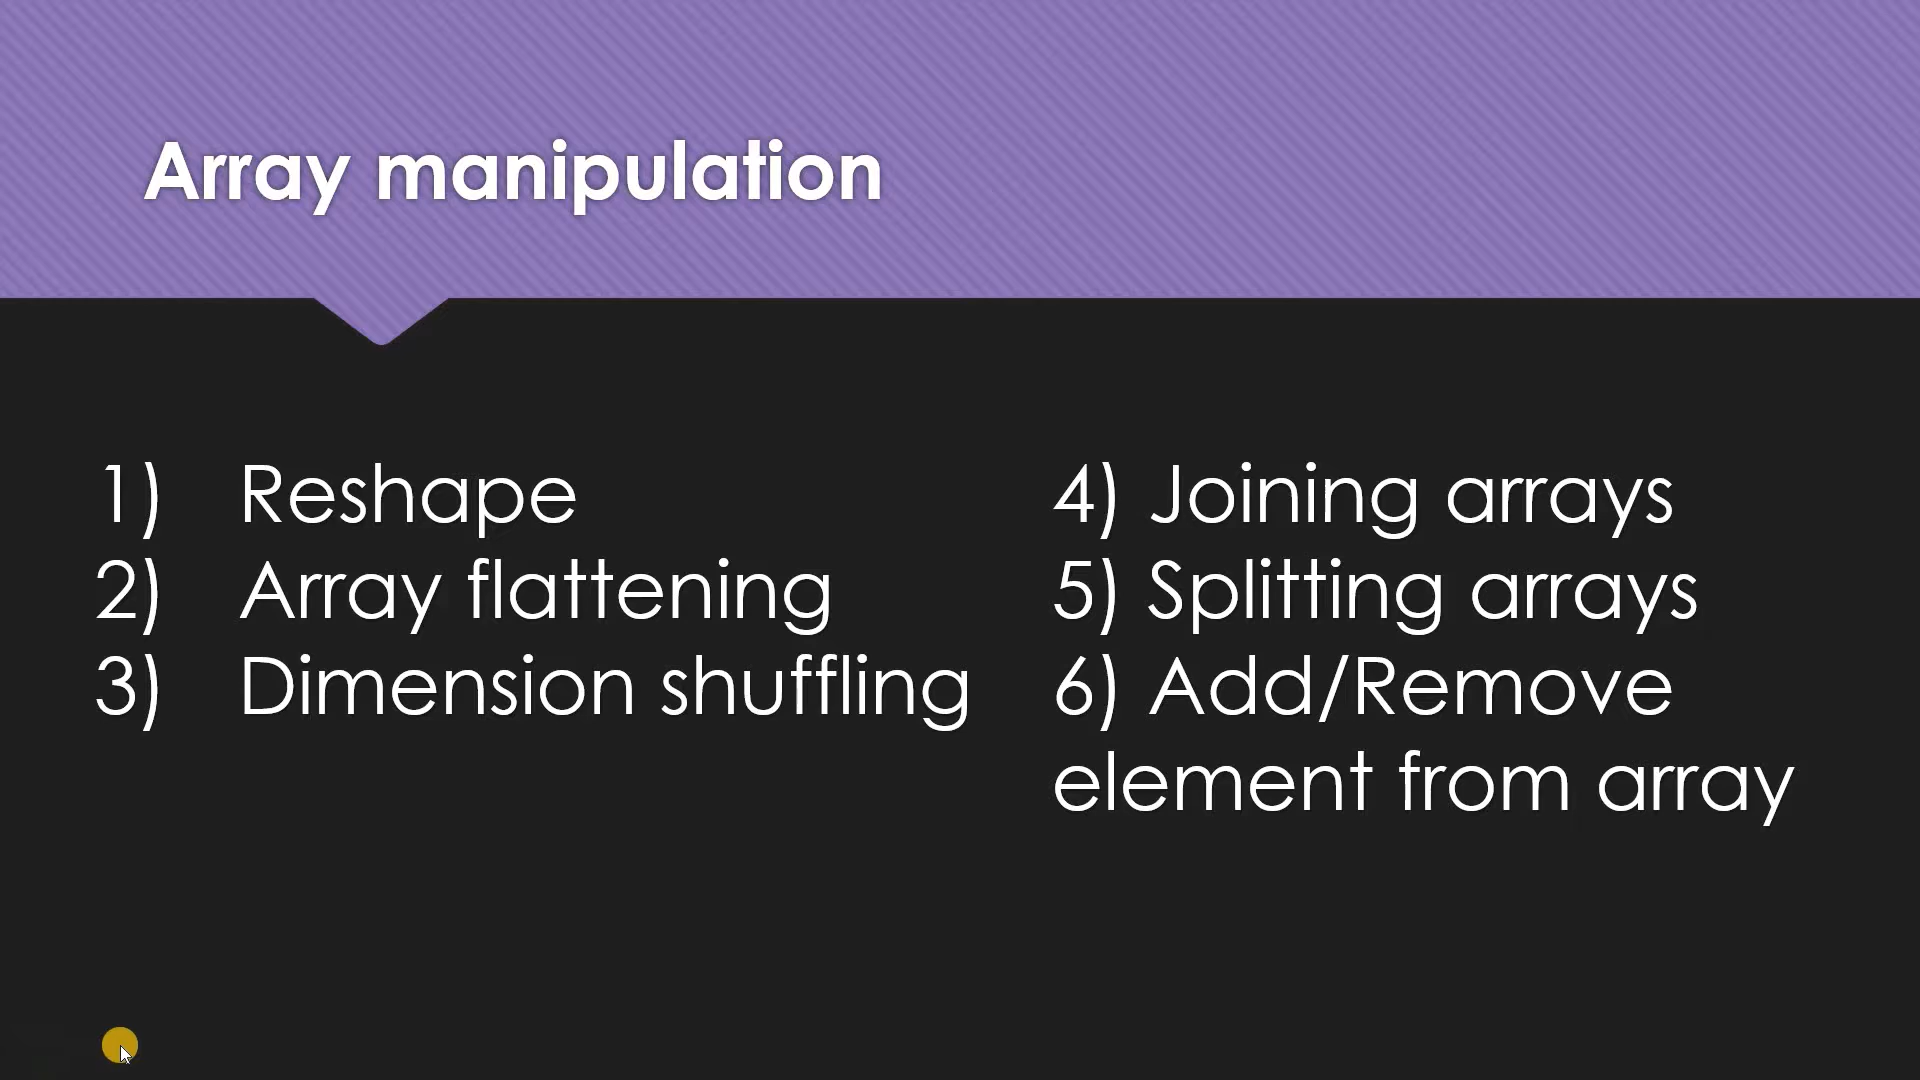 Array manipulation
1) Reshape
2) Array flattening
3) Dimension shuffling
4) Joining arrays
5) Splitting arrays
6) Add/Remove
element from array